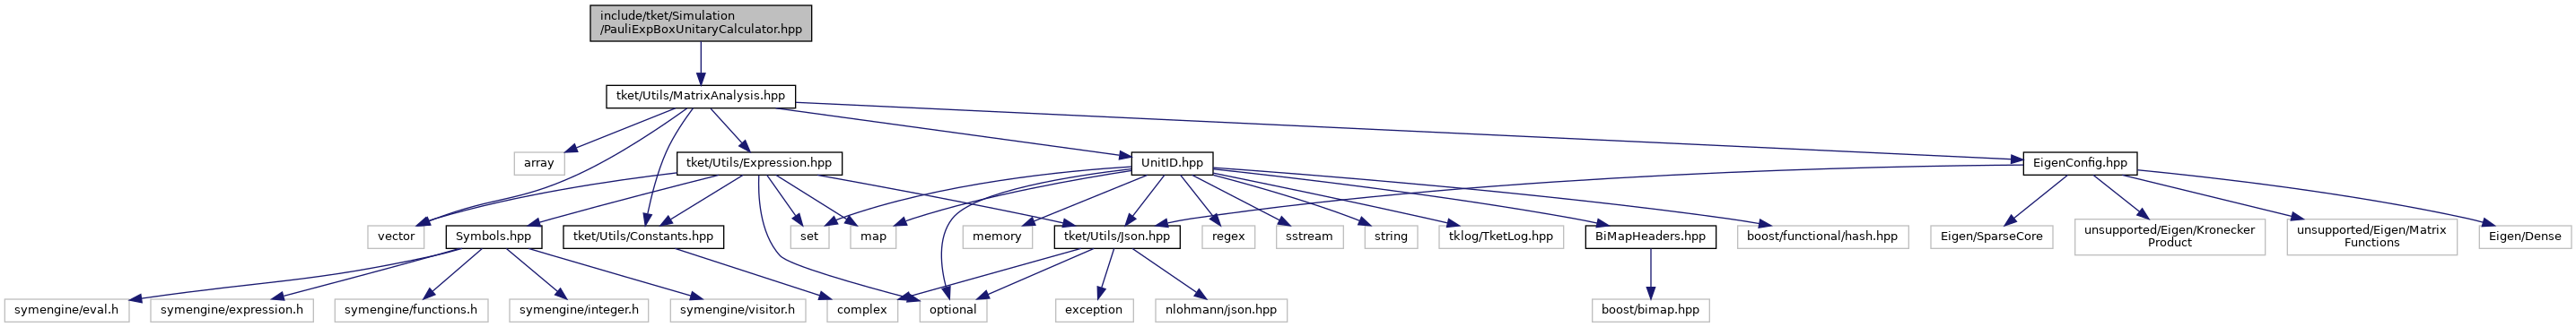 include/tket/Simulation
/PauliExpBoxUnitaryCalculator.hpp
tket/Utils/MatrixAnalysis.hpp
array
tket/Utils/Expression.hpp
UnitID.hpp
EigenConfig.hpp
vector
Symbols.hpp
tket/Utils/Constants.hpp
set
map
memory
tket/Utils/Json.hpp
regex
sstream
string
tklog/TketLog.hpp
BiMapHeaders.hpp
boost/functional/hash.hpp
Eigen/SparseCore
unsupported/Eigen/Kronecker
Product
unsupported/Eigen/Matrix
Functions
Eigen/Dense
symengine/eval.h
symengine/expression.h
symengine/functions.h
symengine/integer.h
symengine/visitor.h
complex
optional
exception
nlohmann/json.hpp
boost/bimap.hpp